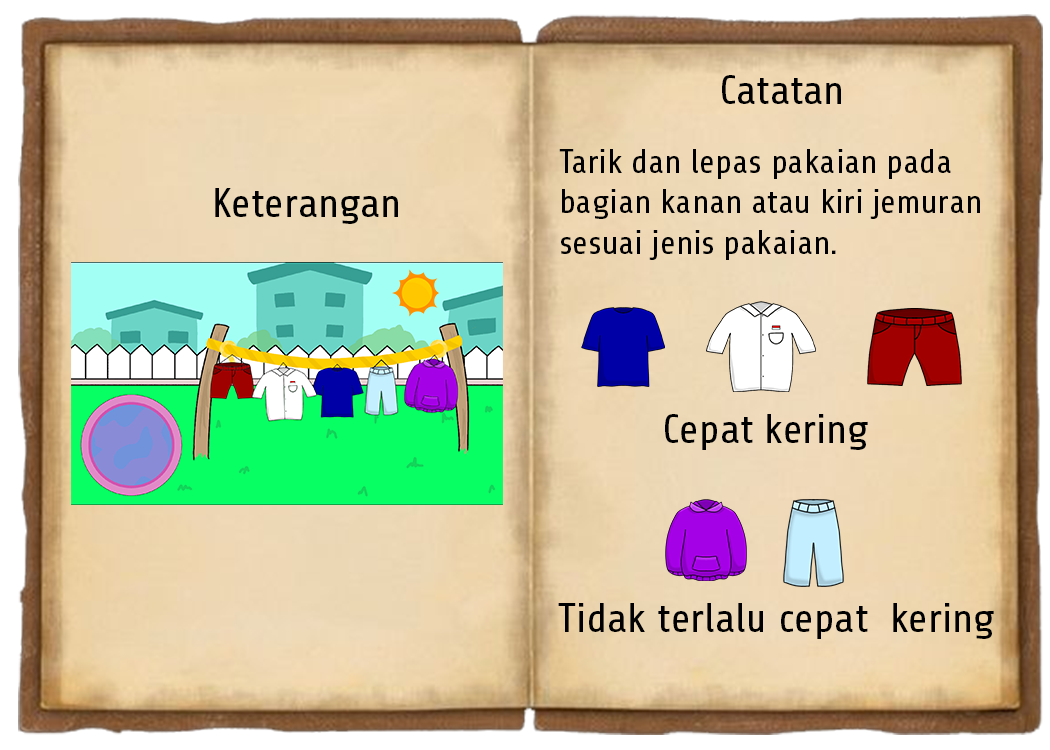 Keterangan
Catatan
Tarik dan lepas pakaian pada
bagian kanan atau kiri jemuran
sesuai jenis pakaian.
Cepat kering
Tidak terlalu cepat kering